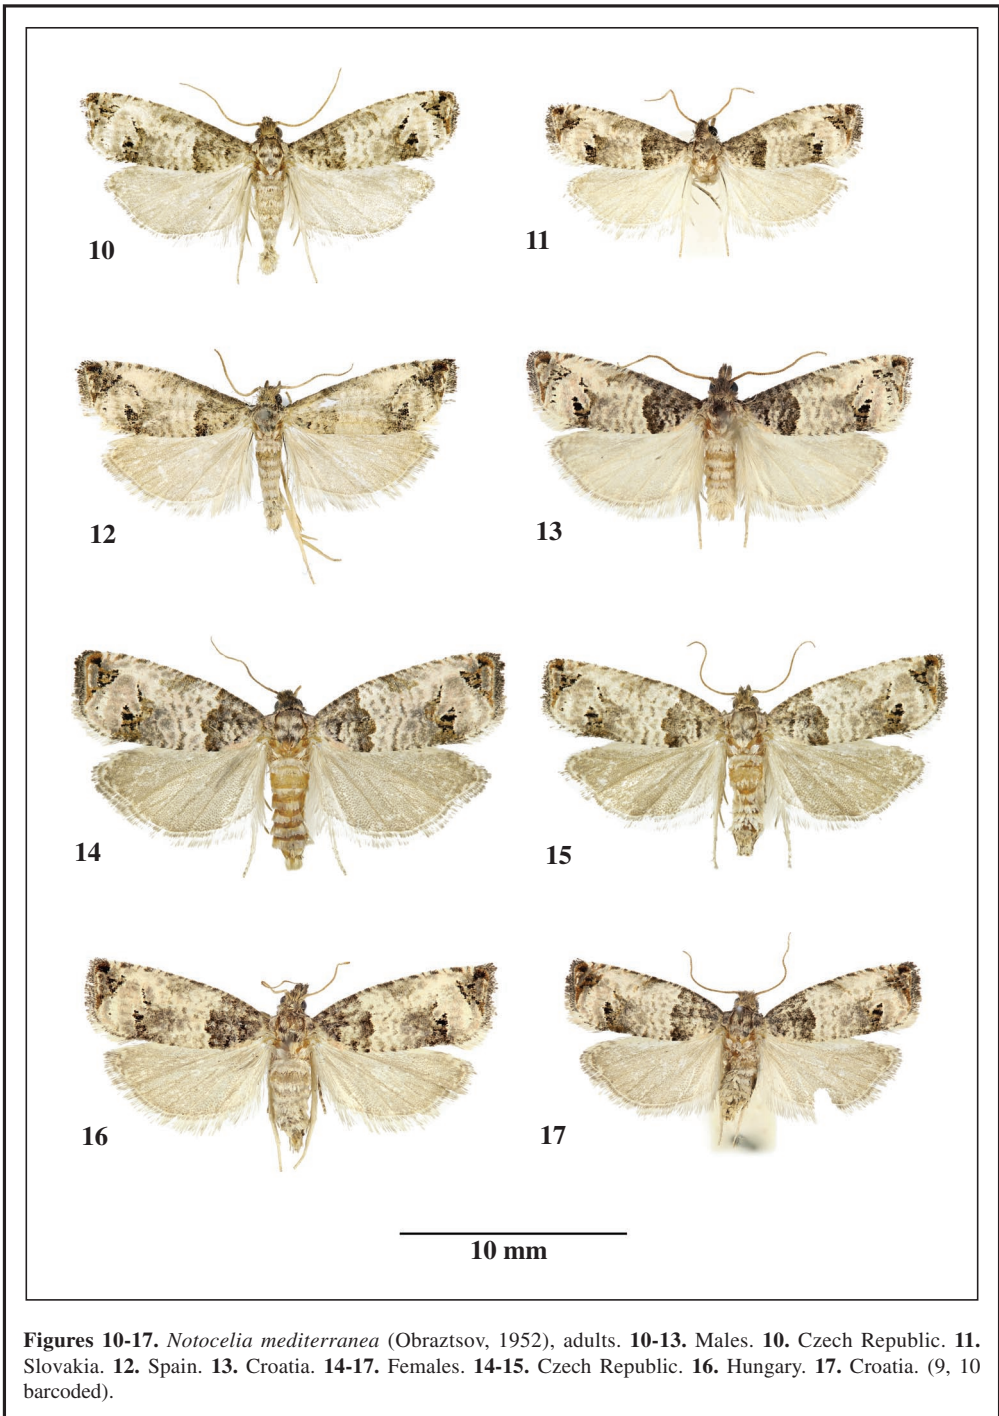 10
11
12
13
14
15
16
17
10 mm
Figures 10-17. Notocelia mediterranea (Obraztsov, 1952), adults. 10-13. Males. 10. Czech Republic. 11.
Slovakia. 12. Spain. 13. Croatia. 14-17. Females. 14-15. Czech Republic. 16. Hungary. 17. Croatia. (9, 10
barcoded).